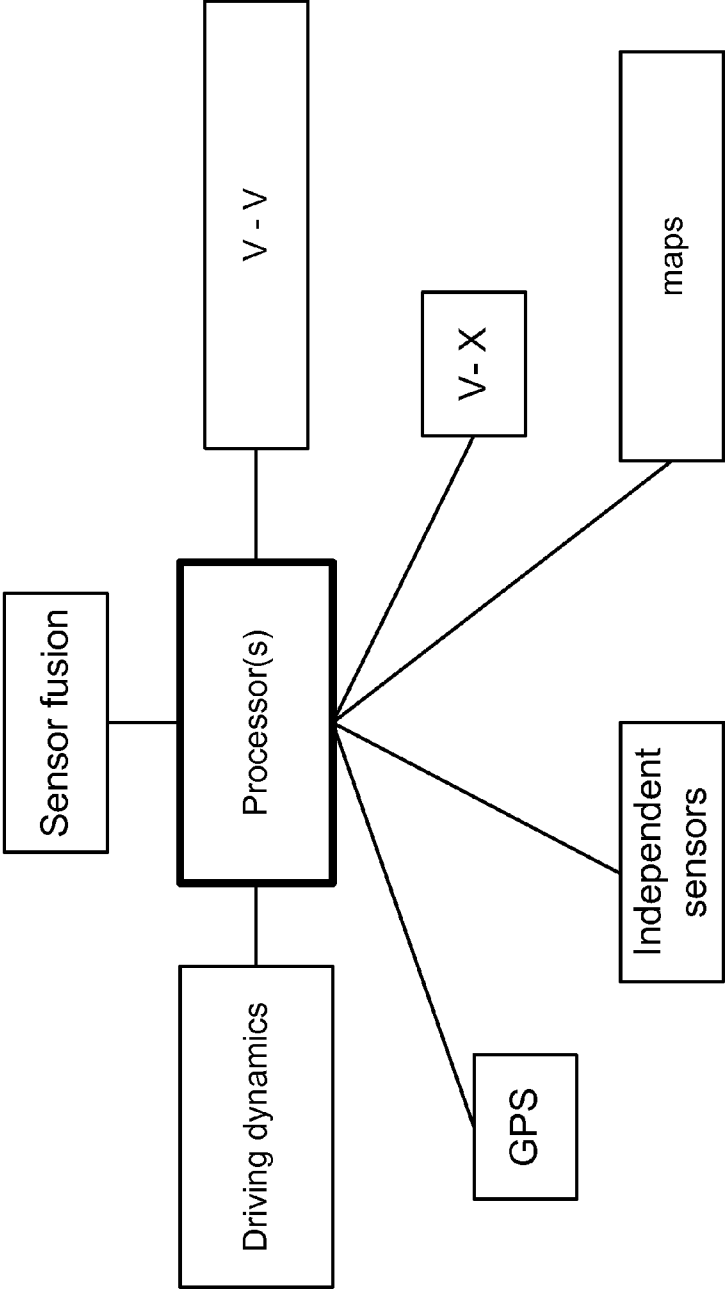 Sensor fusion
Driving dynamics
Processor(s)
V - V
GPS
V- X
Independent
sensors
maps